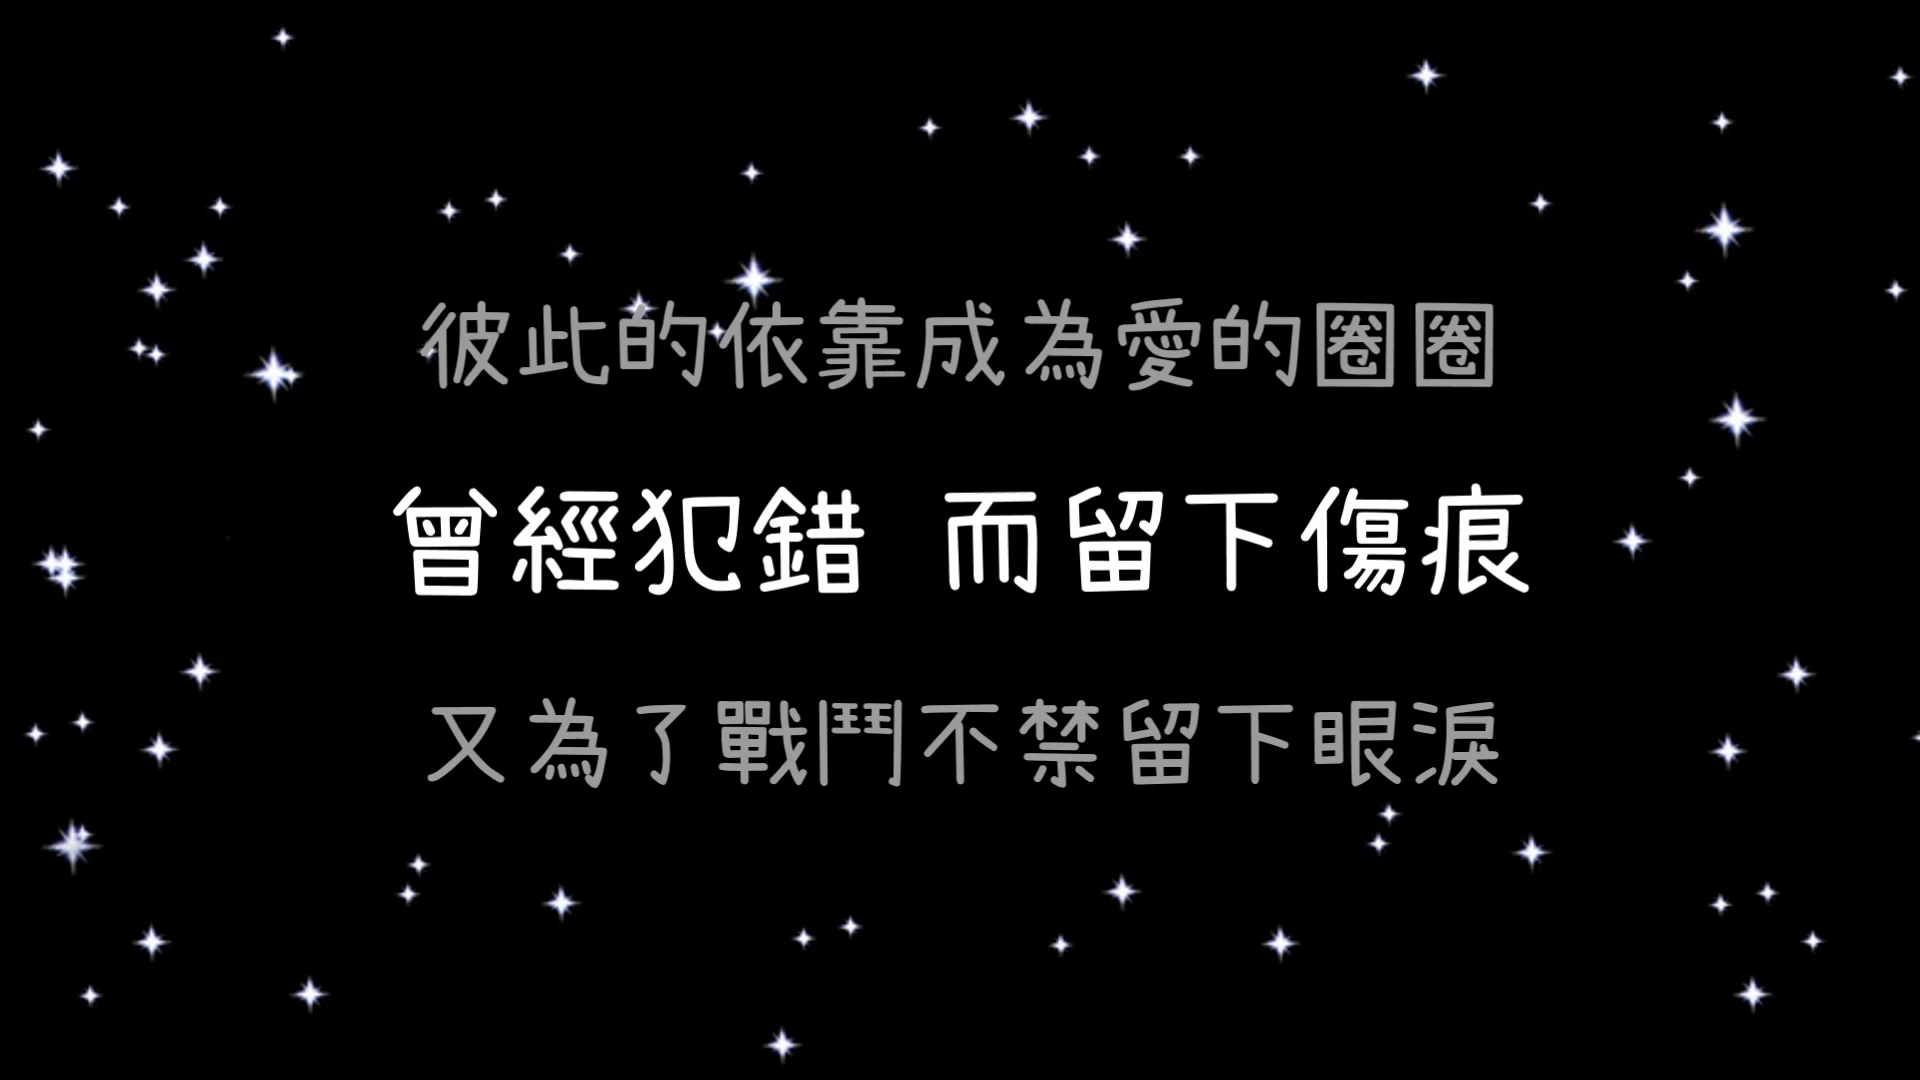 彼此的依靠成為愛的圈圈
曾經犯錯 而留下傷痕
又為了戰鬥不禁留下眼淚